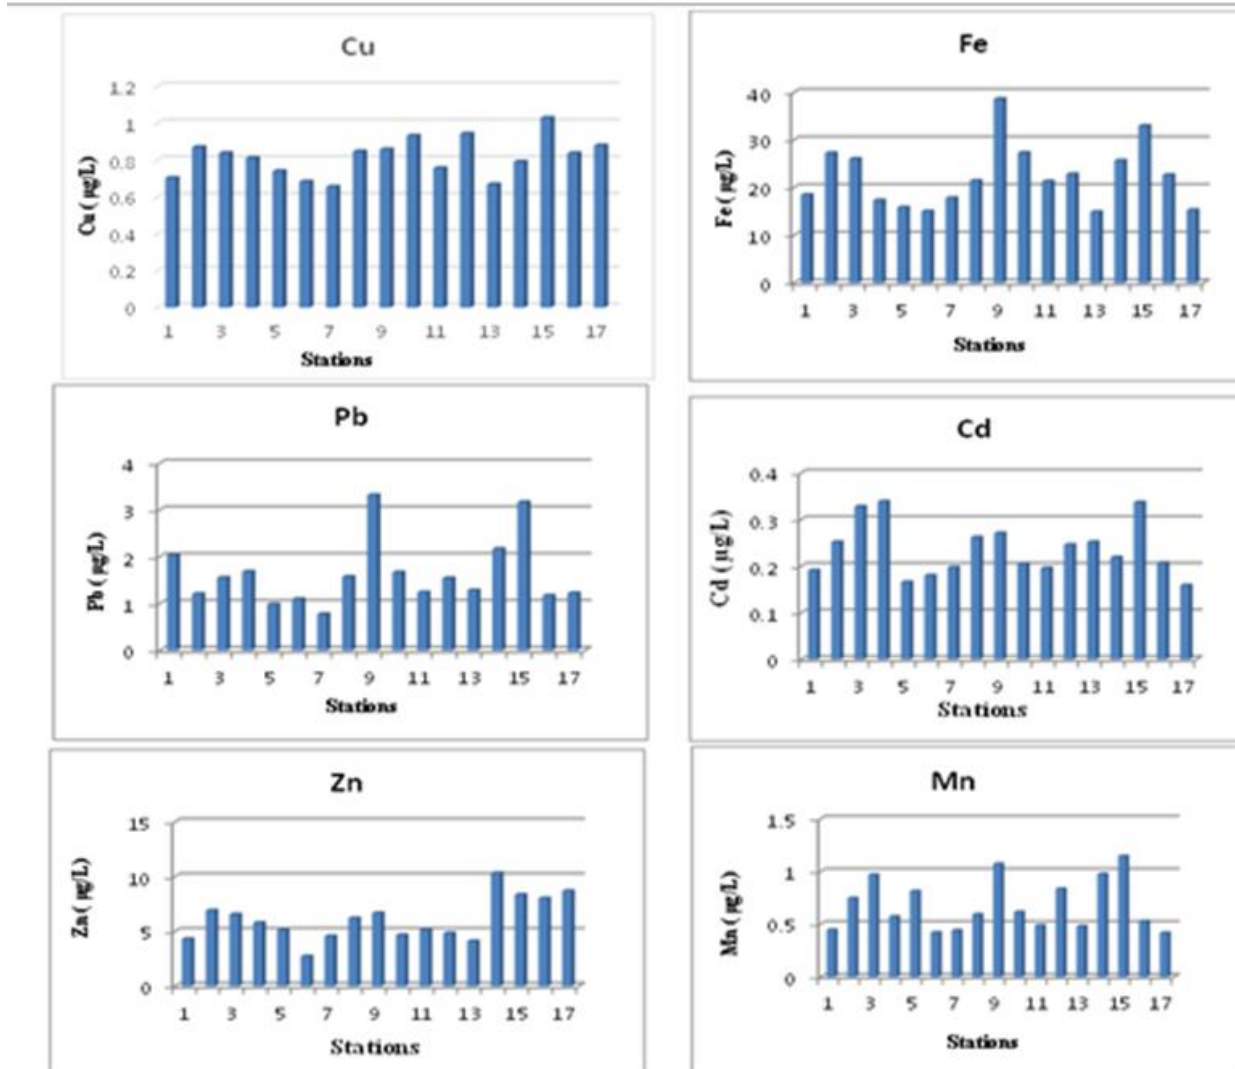 Cu
1.2
1
0.8
0.6
0.4
0.2
0
Cu ( µg/L)
1 3 5 7 9 11 13 15 17
Stations
Fe
40
30
20
10
0
Fe ( µg/L)
1 3 5 7 9 11 13 15 17
Stations
Pb
4
3
2
1
0
Pb ( µg/L)
1 3 5 7 9 11 13 15 17
Stations
Cd
0.4
0.3
0.2
0.1
0
Cd ( µg/L)
1 3 5 7 9 11 13 15 17
Stations
Zn
15
10
5
0
Zn ( µg/L)
1 3 5 7 9 11 13 15 17
Stations
Mn
1.5
1
0.5
0
Mn ( µg/L)
1 3 5 7 9 11 13 15 17
Stations